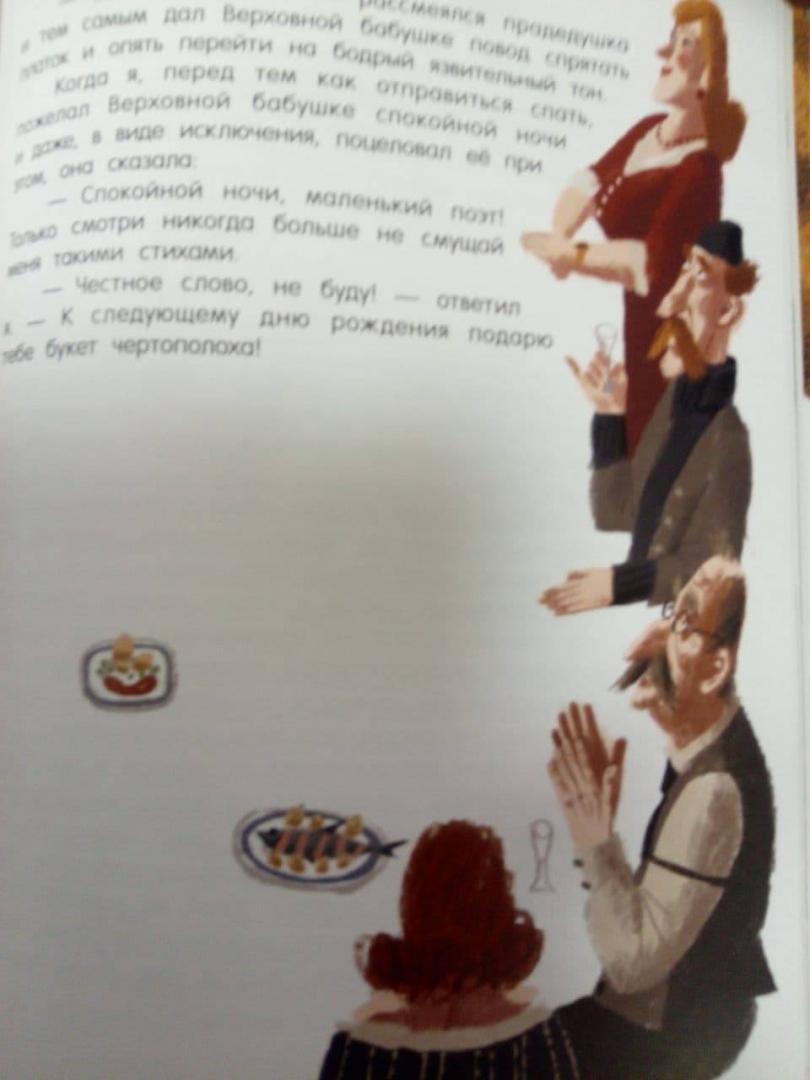 рассмеялся прадедушка
и тем самым дал Верховной бабушке повод спрятать
платок и опять перейти на бодрый язвительный тон.
Когда я, перед тем как отправиться спать,
пожелал Верховной бабушке спокойной ночи
и даже, в виде исключения, поцеловал её при
этом, она сказала:
— Спокойной ночи, маленький поэт!
Только смотри никогда больше не смущай
меня такими стихами.
— Честное слово, не буду! — ответил
я. — К следующему дню рождения подарю
тебе букет чертополоха!